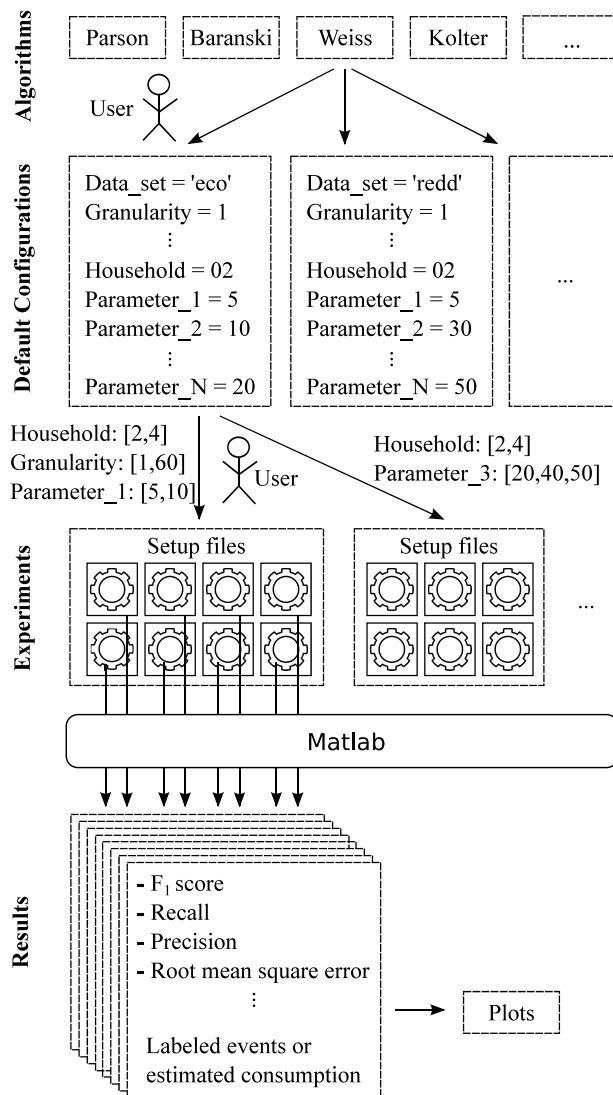 Algorithms
Parson
Baranski
Weiss
Kolter
...
User
Default Configurations
Data_set = 'eco'
Granularity = 1
⋮
Household = 02
Parameter_1 = 5
Parameter_2 = 10
⋮
Parameter_N = 20
Data_set = 'redd'
Granularity = 1
⋮
Household = 02
Parameter_1 = 5
Parameter_2 = 30
⋮
Parameter_N = 50
...
Household: [2,4]
Granularity: [1,60]
Parameter_1: [5,10]
User
Household: [2,4]
Parameter_3: [20,40,50]
Experiments
Setup files
Setup files
...
Matlab
Results
- F₁ score
- Recall
- Precision
- Root mean square error
⋮
Labeled events or
estimated consumption
Plots